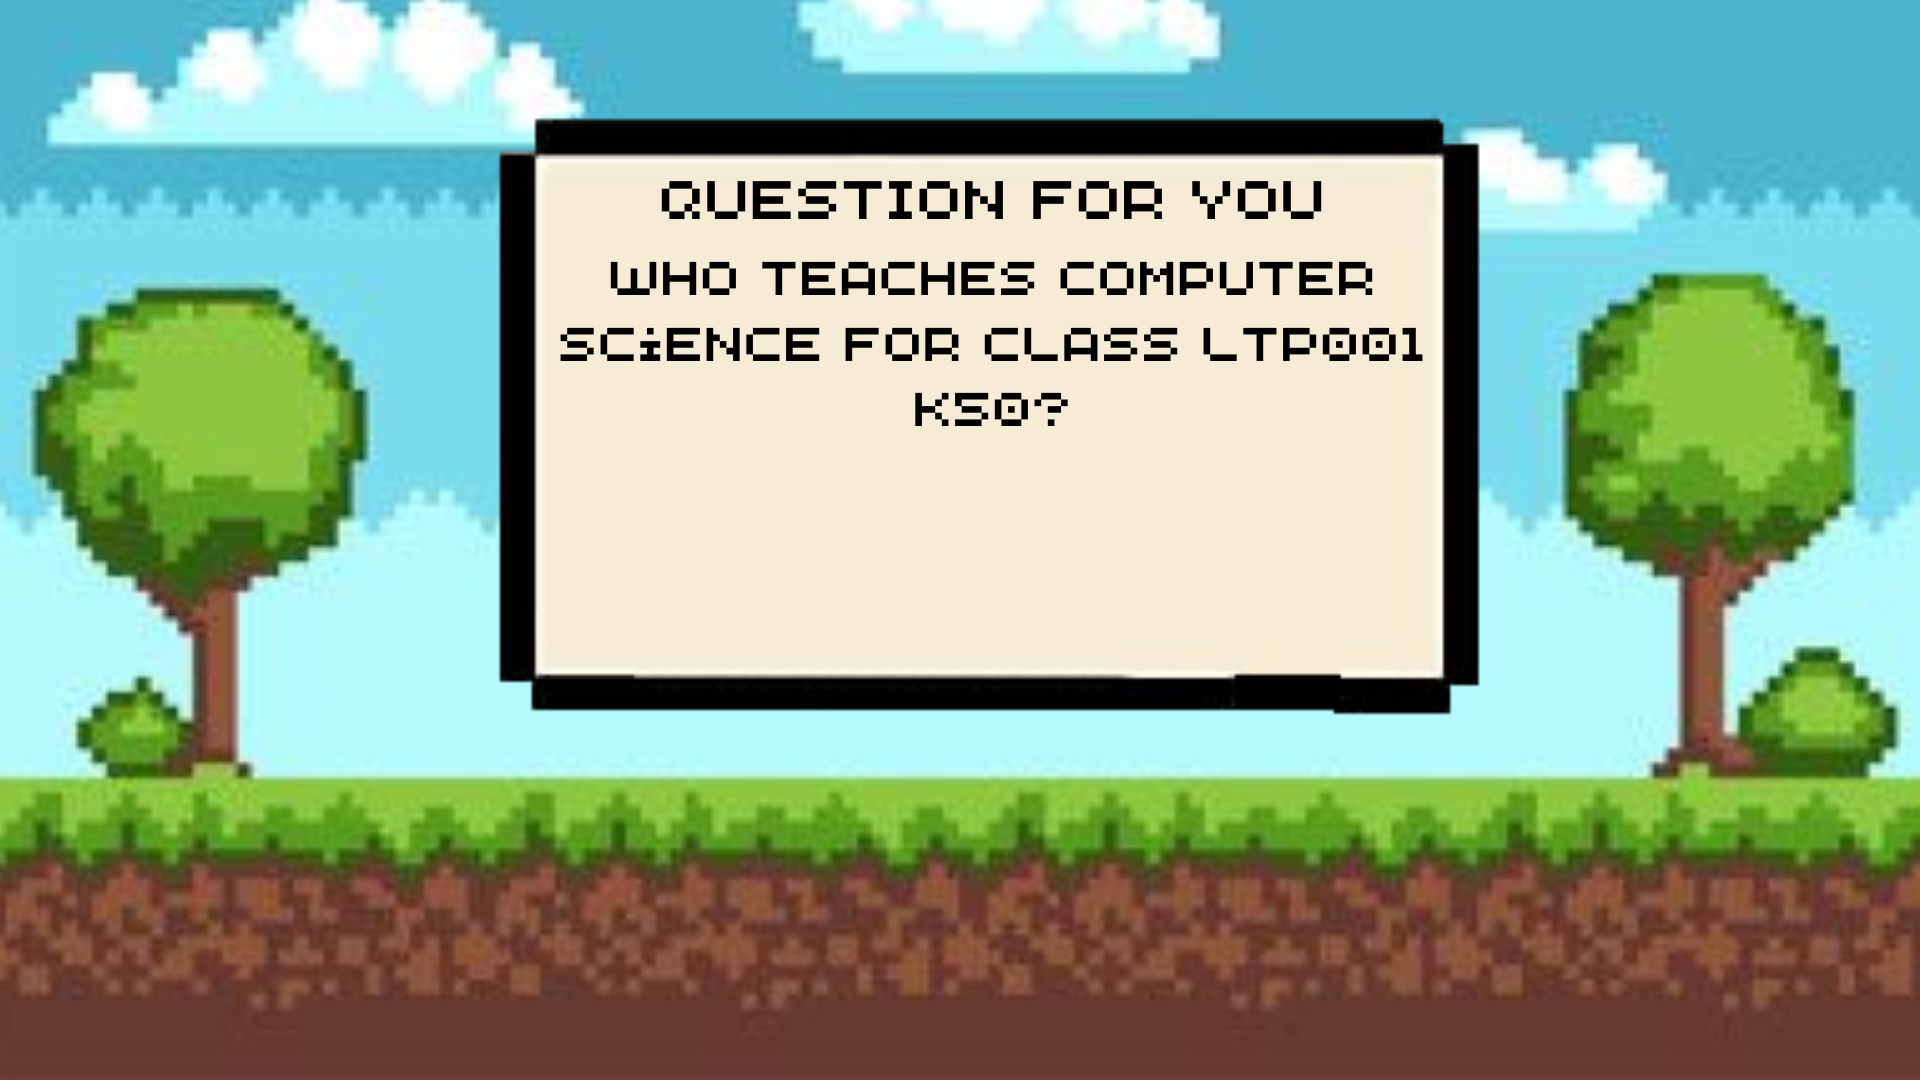 QUESTION FOR YOU
WHO TEACHES COMPUTER
SCiENCE FOR CLASS LTP001
K50?